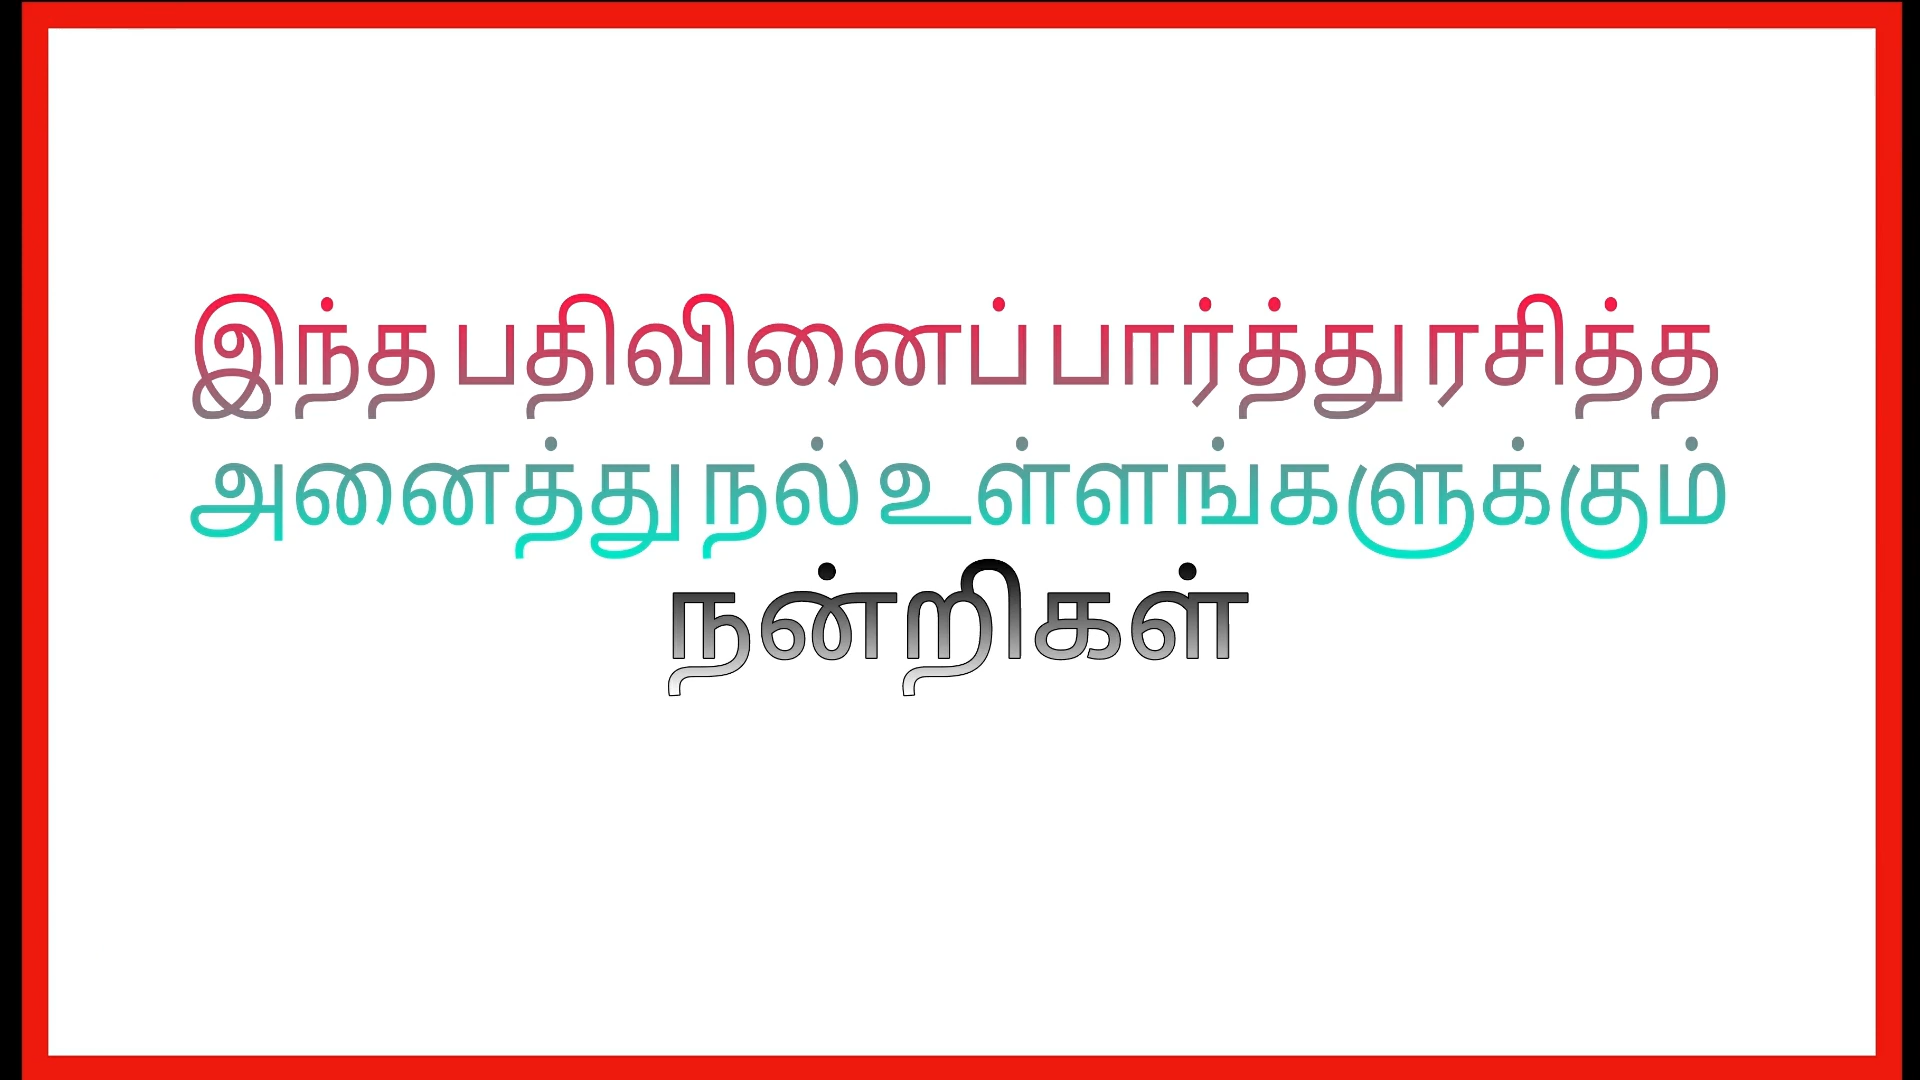 இந்த பதிவினைப் பார்த்து ரசித்த
அனைத்து நல் உள்ளங்களுக்கும்
நன்றிகள்